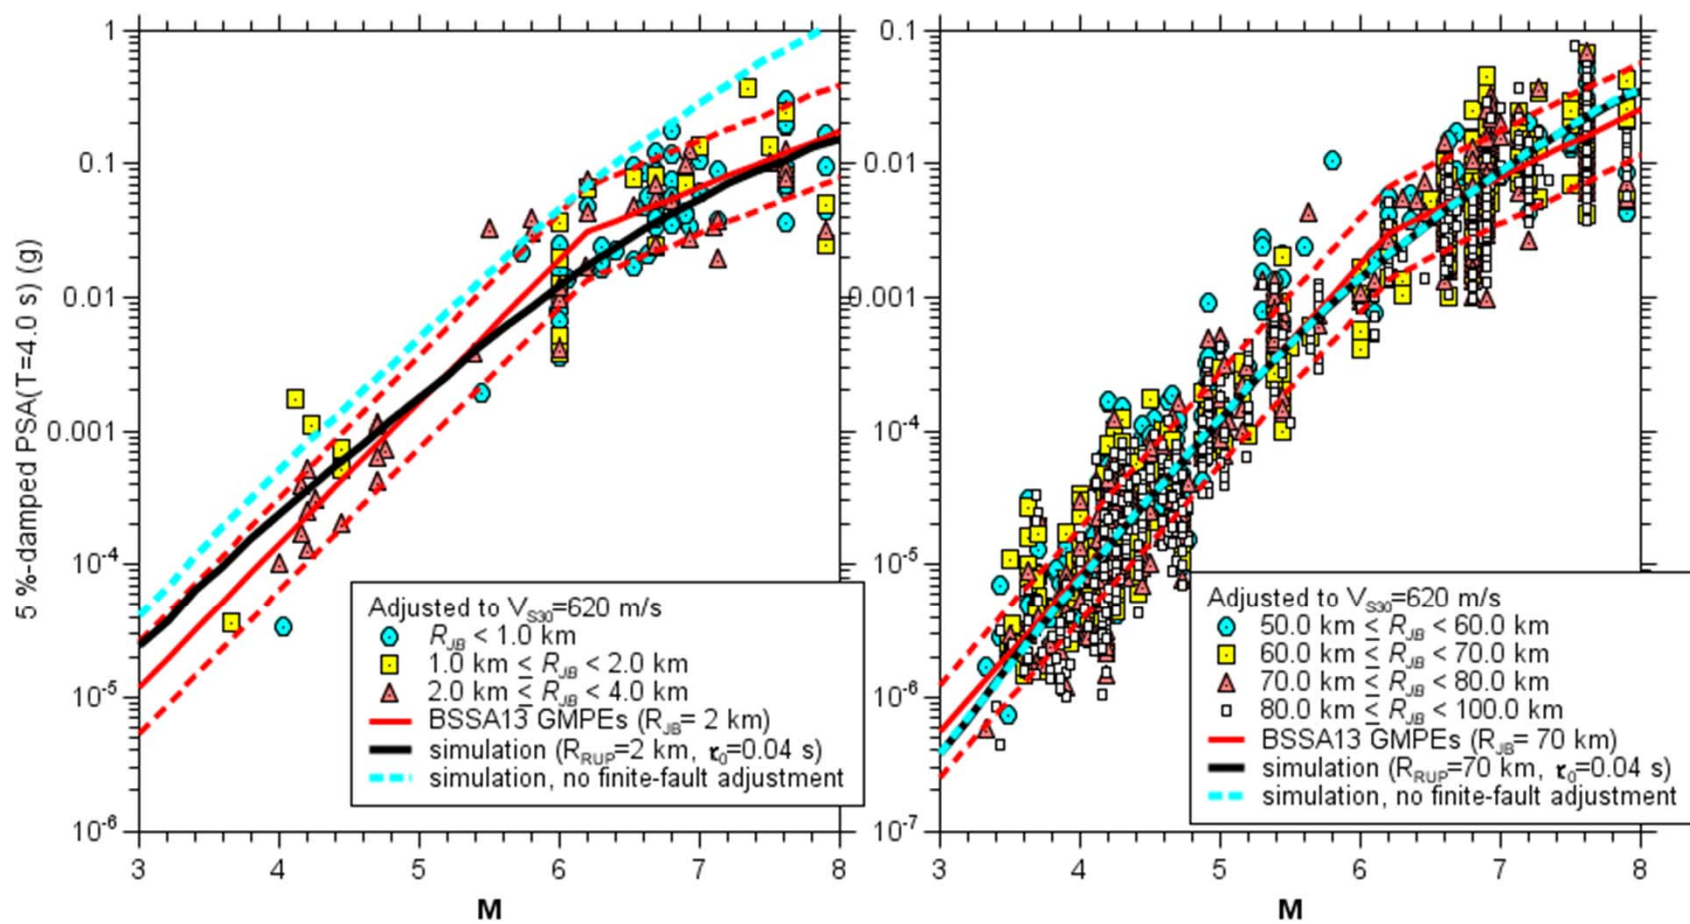 5 %-damped PSA(T=4.0 s) (g)
1
0.1
0.01
0.001
10-4
10-5
10-6
3 4 5 6 7 8
M
Adjusted to VS30=620 m/s
RJB < 1.0 km
1.0 km ≤ RJB < 2.0 km
2.0 km ≤ RJB < 4.0 km
BSSA13 GMPEs (RJB= 2 km)
simulation (RRUP=2 km, κ0=0.04 s)
simulation, no finite-fault adjustment
0.1
0.01
0.001
10-4
10-5
10-6
10-7
3 4 5 6 7 8
M
Adjusted to VS30=620 m/s
50.0 km ≤ RJB < 60.0 km
60.0 km ≤ RJB < 70.0 km
70.0 km ≤ RJB < 80.0 km
80.0 km ≤ RJB < 100.0 km
BSSA13 GMPEs (RJB= 70 km)
simulation (RRUP=70 km, κ0=0.04 s)
simulation, no finite-fault adjustment